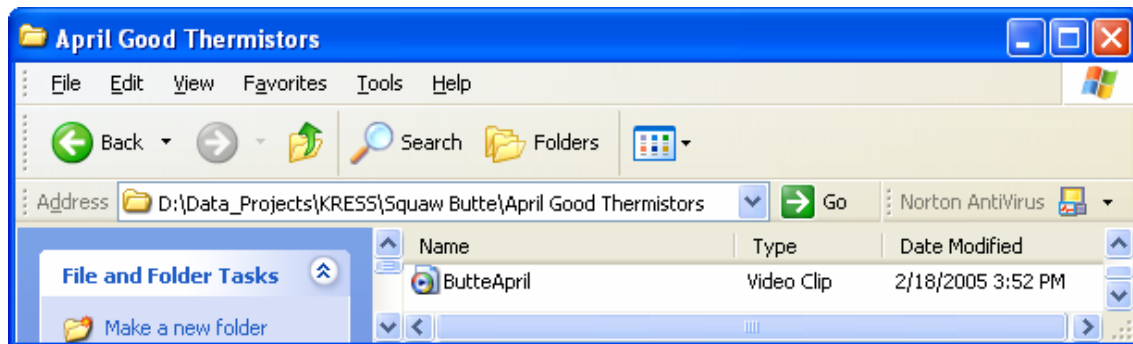 April Good Thermistors
File Edit View Favorites Tools Help
Back Search Folders
Address D:\Data_Projects\KRESS\Squaw Butte\April Good Thermistors Go Norton AntiVirus
Name Type Date Modified
File and Folder Tasks
ButteApril Video Clip 2/18/2005 3:52 PM
Make a new folder